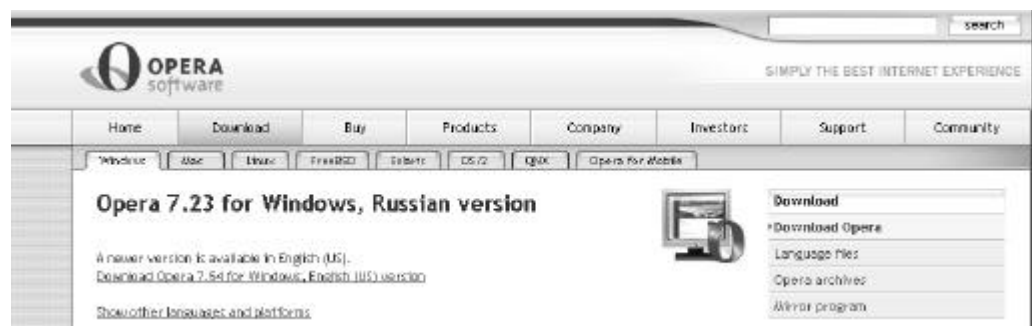 search
OPERA
software
SIMPLY THE BEST INTERNET EXPERIENCE
Home Download Buy Products Company Investors Support Community
Windows Mac Linux FreeBSD Solaris OS/2 QNX Opera for Mobile
Opera 7.23 for Windows, Russian version
A newer version is available in English (US).
Download Opera 7.54 for Windows, English (US) version
Show other languages and platforms
Download
Download Opera
Language files
Opera archives
Mirror program